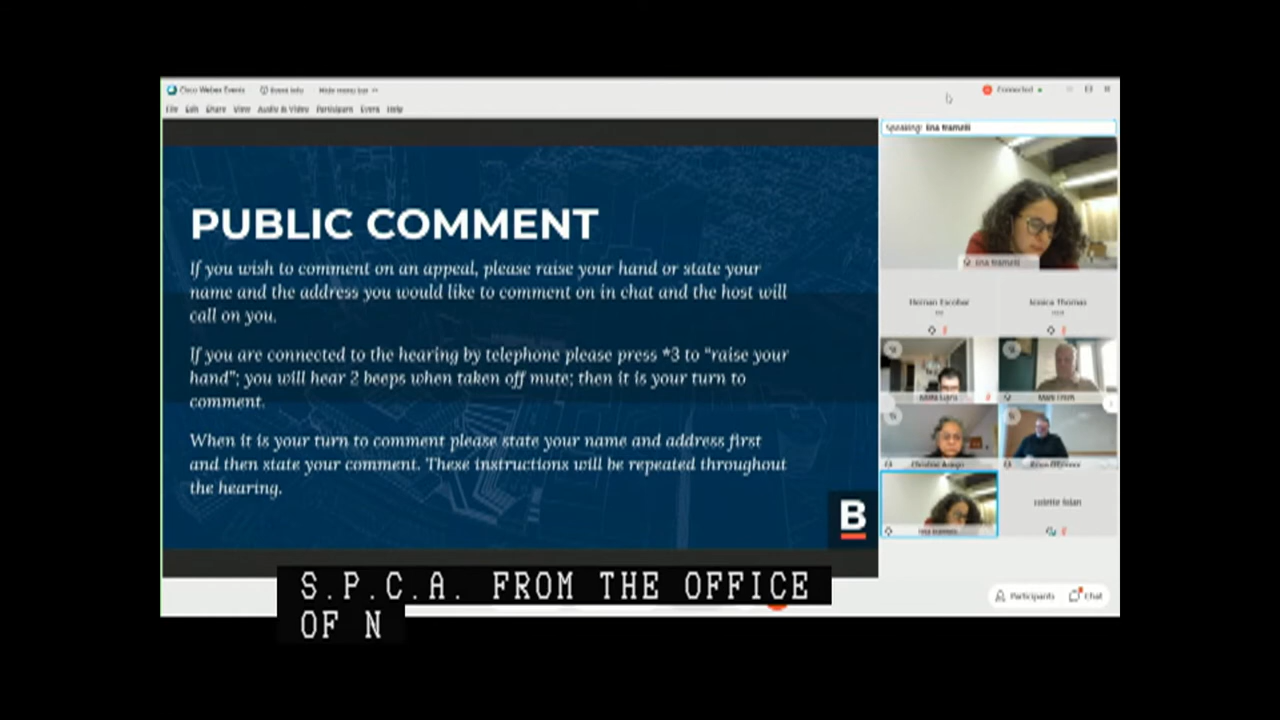 Cisco Webex Events Event Info Hide menu bar Connected
File Edit Share View Audio & Video Participant Event Help
Speaking:
PUBLIC COMMENT
If you wish to comment on an appeal, please raise your hand or state your
name and the address you would like to comment on in chat and the host will
call on you.
If you are connected to the hearing by telephone please press *3 to “raise your
hand”; you will hear 2 beeps when taken off mute; then it is your turn to
comment.
When it is your turn to comment please state your name and address first
and then state your comment. These instructions will be repeated throughout
the hearing.
B
Hernan Escobar
Jessica Thomas
Christine Araujo
S.P.C.A. FROM THE OFFICE
OF N
Participants Chat